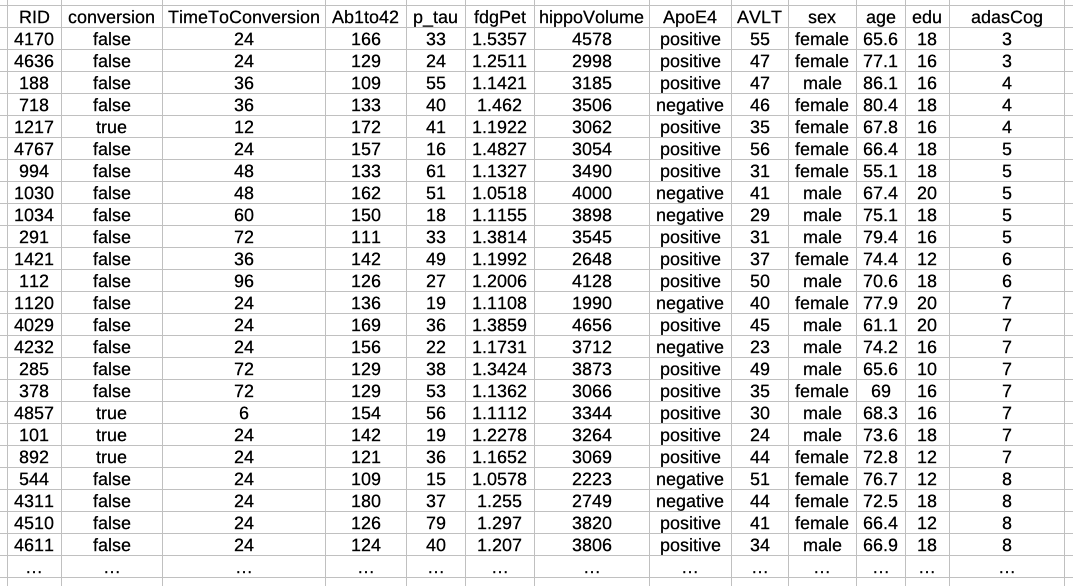 RID conversion TimeToConversion Ab1to42 p_tau fdgPet hippoVolume ApoE4 AVLT sex age edu adasCog
4170 false 24 166 33 1.5357 4578 positive 55 female 65.6 18 3
4636 false 24 129 24 1.2511 2998 positive 47 female 77.1 16 3
188 false 36 109 55 1.1421 3185 positive 47 male 86.1 16 4
718 false 36 133 40 1.462 3506 negative 46 female 80.4 18 4
1217 true 12 172 41 1.1922 3062 positive 35 female 67.8 16 4
4767 false 24 157 16 1.4827 3054 positive 56 female 66.4 18 5
994 false 48 133 61 1.1327 3490 positive 31 female 55.1 18 5
1030 false 48 162 51 1.0518 4000 negative 41 male 67.4 20 5
1034 false 60 150 18 1.1155 3898 negative 29 male 75.1 18 5
291 false 72 111 33 1.3814 3545 positive 31 male 79.4 16 5
1421 false 36 142 49 1.1992 2648 positive 37 female 74.4 12 6
112 false 96 126 27 1.2006 4128 positive 50 male 70.6 18 6
1120 false 24 136 19 1.1108 1990 negative 40 female 77.9 20 7
4029 false 24 169 36 1.3859 4656 positive 45 male 61.1 20 7
4232 false 24 156 22 1.1731 3712 negative 23 male 74.2 16 7
285 false 72 129 38 1.3424 3873 positive 49 male 65.6 10 7
378 false 72 129 53 1.1362 3066 positive 35 female 69 16 7
4857 true 6 154 56 1.1112 3344 positive 30 male 68.3 16 7
101 true 24 142 19 1.2278 3264 positive 24 male 73.6 18 7
892 true 24 121 36 1.1652 3069 positive 44 female 72.8 12 7
544 false 24 109 15 1.0578 2223 negative 51 female 76.7 12 8
4311 false 24 180 37 1.255 2749 negative 44 female 72.5 18 8
4510 false 24 126 79 1.297 3820 positive 41 female 66.4 12 8
4611 false 24 124 40 1.207 3806 positive 34 male 66.9 18 8
... ... ... ... ... ... ... ... ... ... ... ... ...